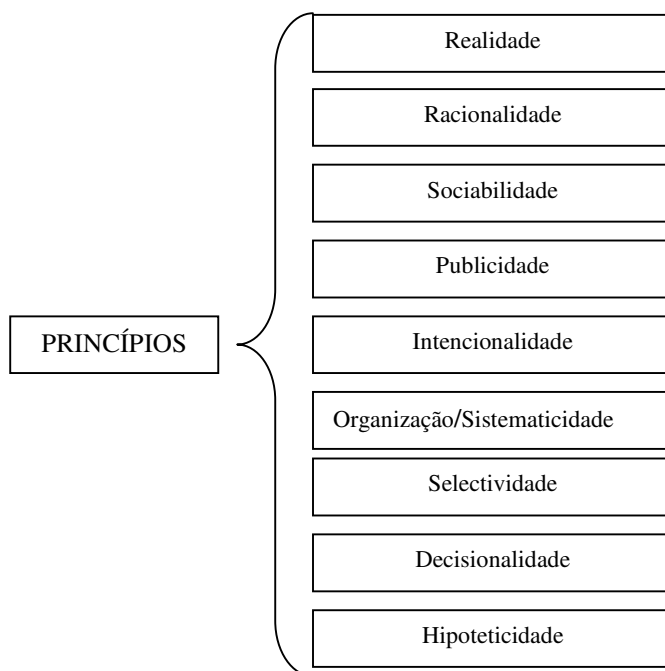 Realidade
Racionalidade
Sociabilidade
Publicidade
PRINCÍPIOS
Intencionalidade
Organização/Sistematicidade
Selectividade
Decisionalidade
Hipoteticidade